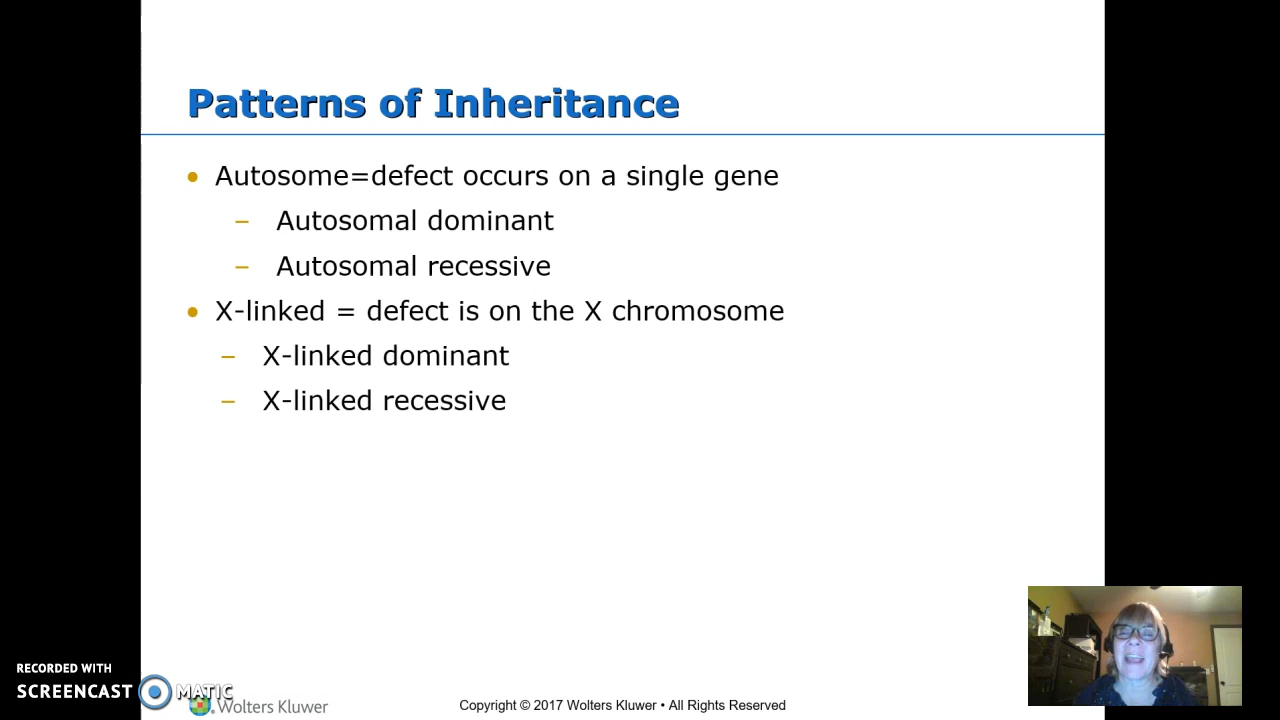 Patterns of Inheritance
• Autosome=defect occurs on a single gene
– Autosomal dominant
– Autosomal recessive
• X-linked = defect is on the X chromosome
– X-linked dominant
– X-linked recessive
RECORDED WITH
SCREENCAST MATIC
Wolters Kluwer
Copyright © 2017 Wolters Kluwer • All Rights Reserved